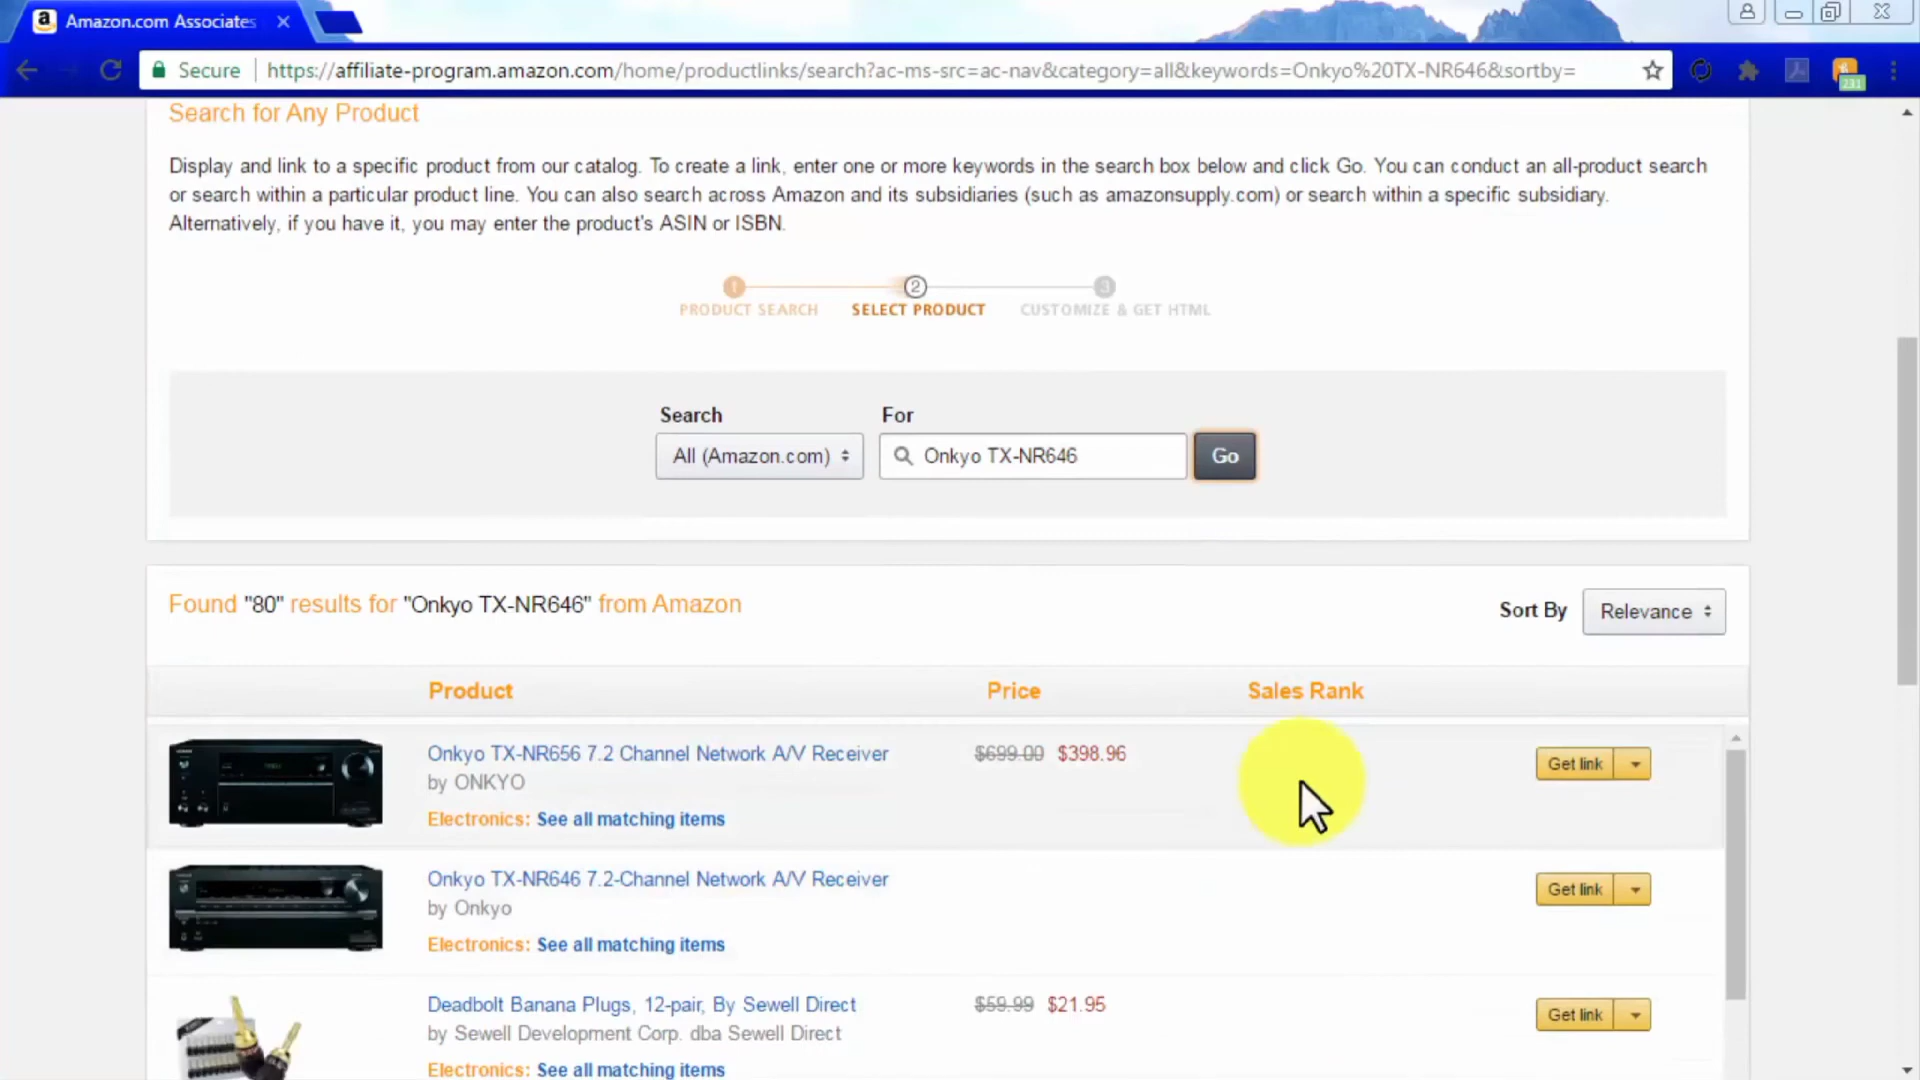 Amazon.com Associates
Secure
https://affiliate-program.amazon.com/home/productlinks/search?ac-ms-src=ac-nav&category=all&keywords=Onkyo%20TX-NR646&sortby=
231
Search for Any Product
Display and link to a specific product from our catalog. To create a link, enter one or more keywords in the search box below and click Go. You can conduct an all-product search
or search within a particular product line. You can also search across Amazon and its subsidiaries (such as amazonsupply.com) or search within a specific subsidiary.
Alternatively, if you have it, you may enter the product's ASIN or ISBN.
1 2 3
PRODUCT SEARCH SELECT PRODUCT CUSTOMIZE & GET HTML
Search For
All (Amazon.com) Onkyo TX-NR646 Go
Found "80" results for "Onkyo TX-NR646" from Amazon
Sort By Relevance
Product Price Sales Rank
Onkyo TX-NR656 7.2 Channel Network A/V Receiver $699.00 $398.96 Get link
by ONKYO
Electronics: See all matching items
Onkyo TX-NR646 7.2-Channel Network A/V Receiver Get link
by Onkyo
Electronics: See all matching items
Deadbolt Banana Plugs, 12-pair, By Sewell Direct $59.99 $21.95 Get link
by Sewell Development Corp. dba Sewell Direct
Electronics: See all matching items